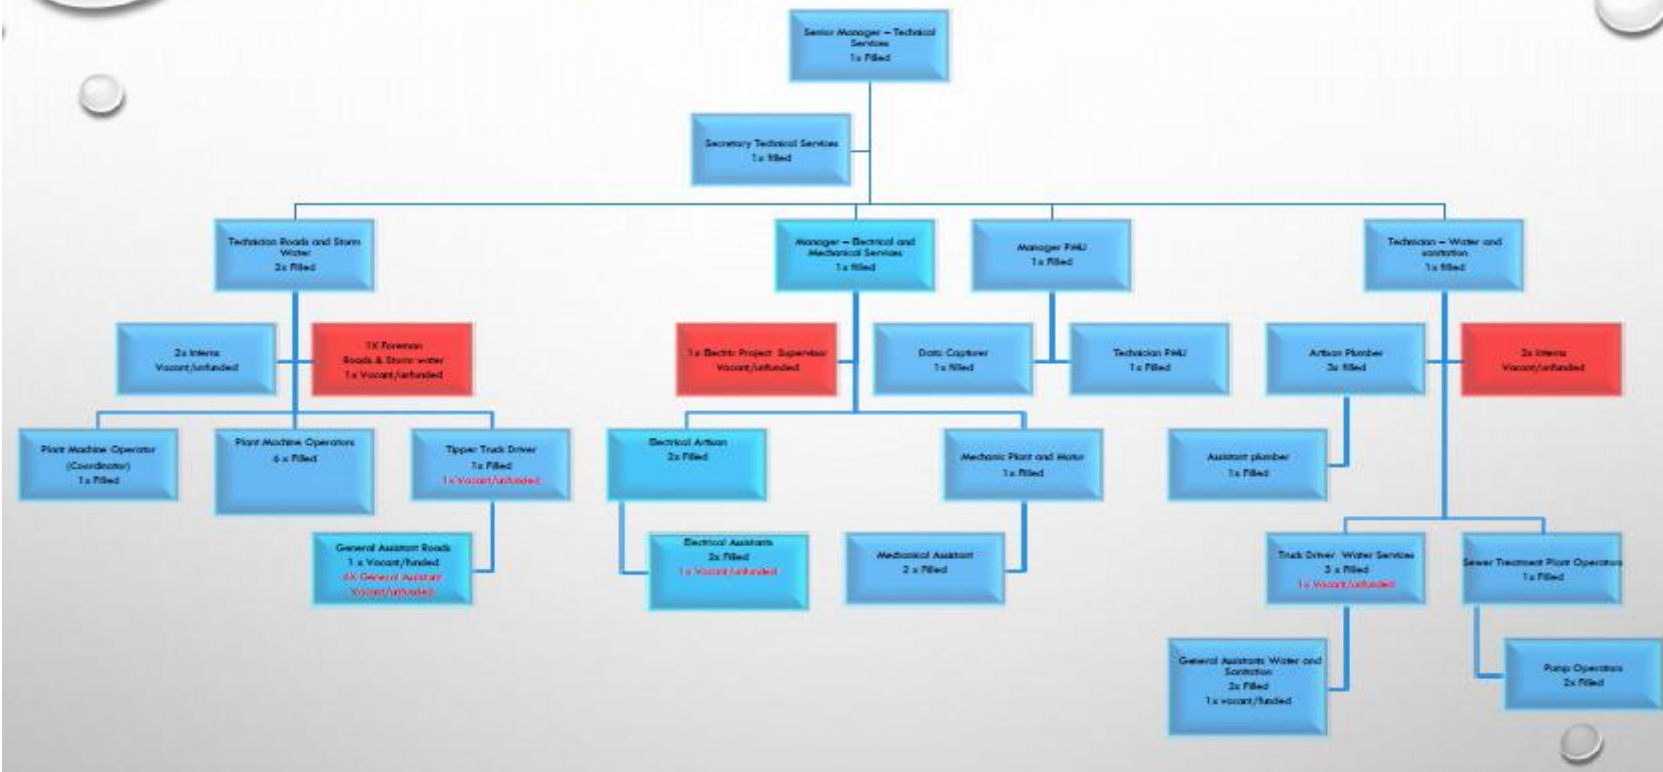 Senior Manager – Technical
Services
1x Filled
Secretary Technical Services
1x filled
Technician Roads and Storm
Water
2x Filled
Manager – Electrical and
Mechanical Services
1x filled
Manager PMU
1x Filled
Technician – Water and
sanitation
1x filled
2x Interns
Vacant/unfunded
1X Foreman
Roads & Storm water
1x Vacant/unfunded
1x Electric Project Supervisor
Vacant/unfunded
Data Capturer
1x filled
Technician PMU
1x Filled
Artisan Plumber
3x filled
2x Interns
Vacant/unfunded
Plant Machine Operator
(Coordinator)
1x Filled
Plant Machine Operators
6 x Filled
Tipper Truck Driver
1x Filled
1x Vacant/unfunded
Electrical Artisan
2x Filled
Mechanic Plant and Motor
1x Filled
Assistant plumber
1x Filled
General Assistant Roads
1 x Vacant/funded
6X General Assistant
Vacant/unfunded
Electrical Assistants
2x Filled
1x Vacant/unfunded
Mechanical Assistant
2 x Filled
Truck Driver Water Services
3 x Filled
1x Vacant/unfunded
Sewer Treatment Plant Operators
1x Filled
General Assistants Water and
Sanitation
2x Filled
1x vacant/funded
Pump Operators
2x Filled